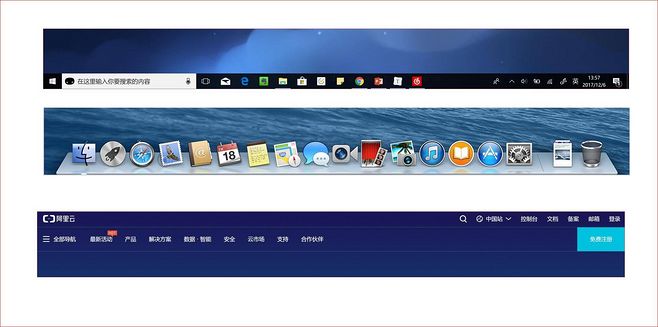 在这里输入你要搜索的内容
英
13:57
2017/12/6
JUL
18
阿里云
中国站 控制台 文档 备案 邮箱 登录
全部导航 最新活动 产品 解决方案 数据·智能 安全 云市场 支持 合作伙伴 免费注册